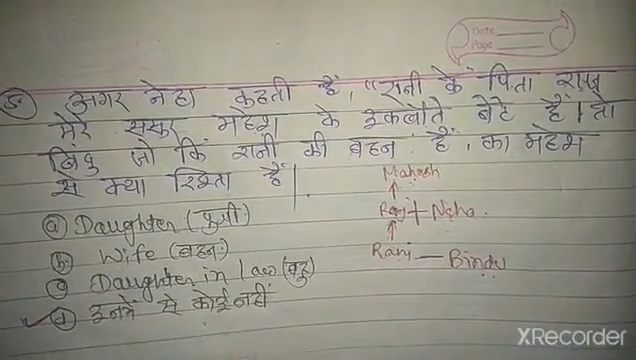 Date
Page
5. अगर नेहा कहती है, "रानी के पिता राजू
मेरे ससुर महेश के इकलौते बेटे हैं। तो
बिंदु जो कि रानी की बहन है, का महेश
से क्या रिश्ता है।
Mahesh
(a) Daughter (पुत्री)
Raj + Neha.
(b) Wife (बहन)
Rani — Bindu
(c) Daughter in law (बहु)
(d) इनमें से कोई नहीं
XRecorder